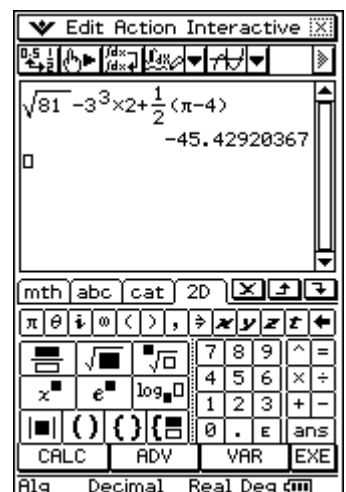 Edit Action Interactive
√81 -3³×2+1/2(π-4)
-45.42920367
mth abc cat 2D
π θ i ∞ ( ) , ⇒ x y z t ←
√■ ⁿ√□ 7 8 9 ^ =
x■ e■ log■□ 4 5 6 × ÷
1 2 3 + -
|■| ( ) { } {■ 0 . E ans
CALC ADV VAR EXE
Alg Decimal Real Deg